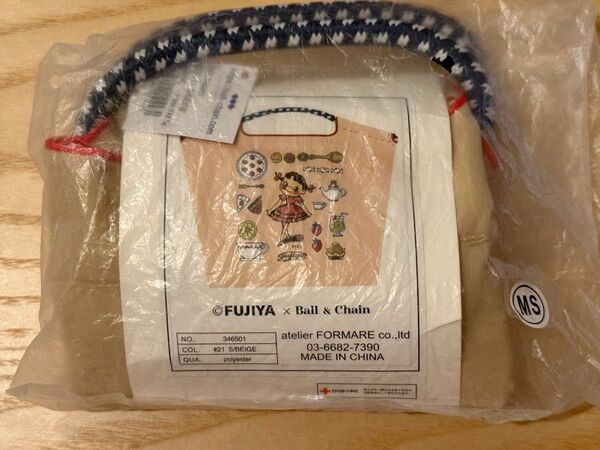 ©FUJIYA × Ball & Chain
NO. 346501
COL. #21 S/BEIGE
QUA. polyester
atelier FORMARE co.,ltd
03-6682-7390
MADE IN CHINA
MS